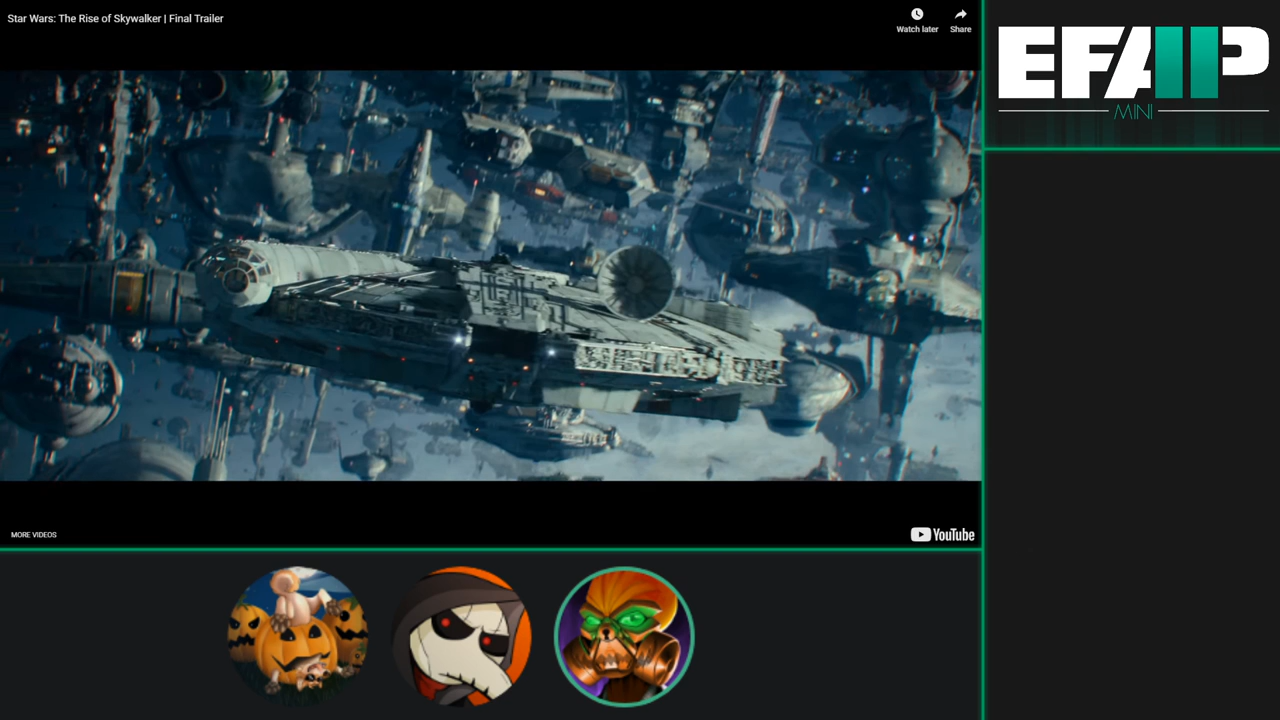 Star Wars: The Rise of Skywalker | Final Trailer
Watch later
Share
EFAP
MINI
MORE VIDEOS
YouTube